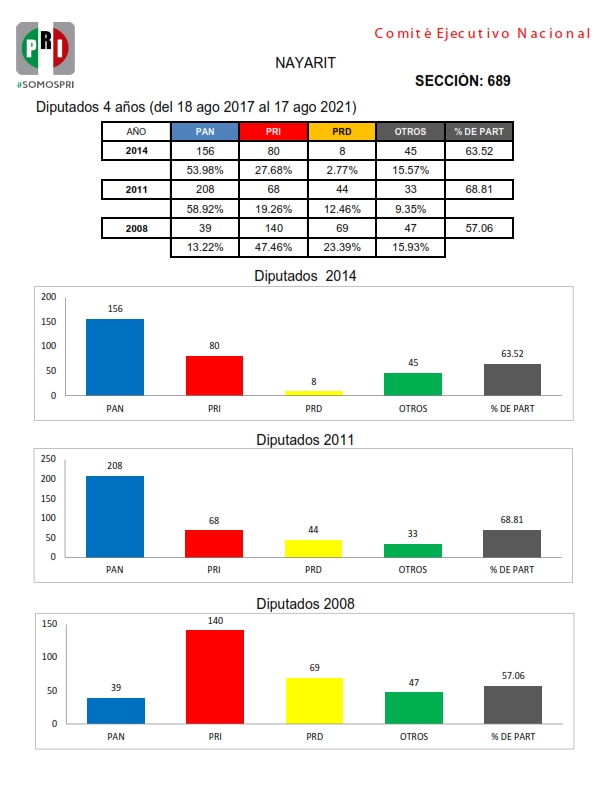 PRI
Comité Ejecutivo Nacional
#SOMOSPRI
NAYARIT
SECCIÓN: 689
Diputados 4 años (del 18 ago 2017 al 17 ago 2021)
AÑO PAN PRI PRD OTROS % DE PART
2014 156 80 8 45 63.52
53.98% 27.68% 2.77% 15.57%
2011 208 68 44 33 68.81
58.92% 19.26% 12.46% 9.35%
2008 39 140 69 47 57.06
13.22% 47.46% 23.39% 15.93%
Diputados 2014
200
150
100
50
0
156 80 8 45 63.52
PAN PRI PRD OTROS % DE PART
Diputados 2011
250
200
150
100
50
0
208 68 44 33 68.81
PAN PRI PRD OTROS % DE PART
Diputados 2008
150
100
50
0
39 140 69 47 57.06
PAN PRI PRD OTROS % DE PART